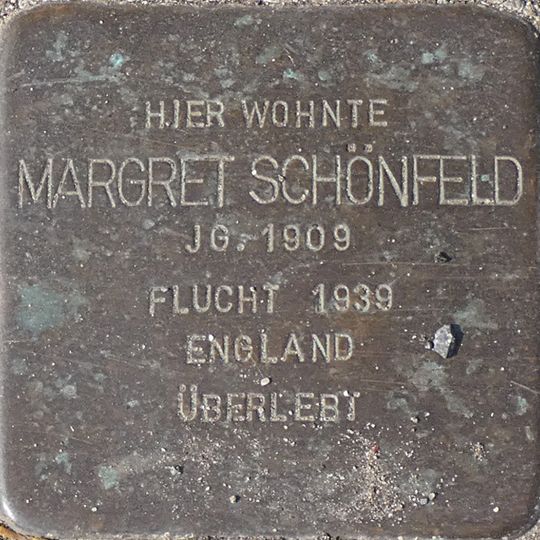 HIER WOHNTE
MARGRET SCHÖNFELD
JG. 1909
FLUCHT 1939
ENGLAND
ÜBERLEBT